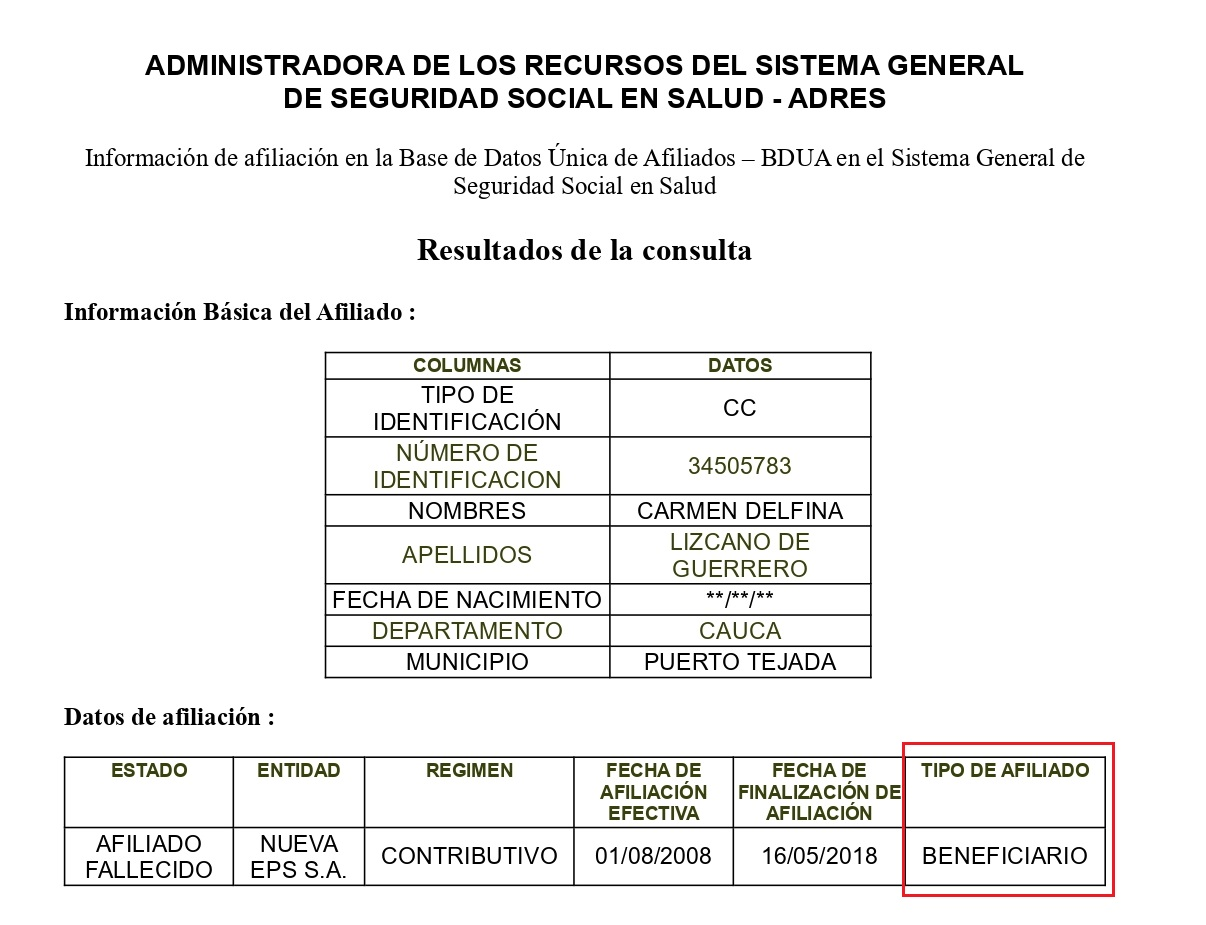 ADMINISTRADORA DE LOS RECURSOS DEL SISTEMA GENERAL
DE SEGURIDAD SOCIAL EN SALUD - ADRES
Información de afiliación en la Base de Datos Única de Afiliados – BDUA en el Sistema General de
Seguridad Social en Salud
Resultados de la consulta
Información Básica del Afiliado :
COLUMNAS DATOS
TIPO DE
IDENTIFICACIÓN
CC
NÚMERO DE
IDENTIFICACION
34505783
NOMBRES CARMEN DELFINA
APELLIDOS
LIZCANO DE
GUERRERO
FECHA DE NACIMIENTO **/**/**
DEPARTAMENTO CAUCA
MUNICIPIO PUERTO TEJADA
Datos de afiliación :
ESTADO
ENTIDAD
REGIMEN
FECHA DE
AFILIACIÓN
EFECTIVA
FECHA DE
FINALIZACIÓN DE
AFILIACIÓN
TIPO DE AFILIADO
AFILIADO
FALLECIDO
NUEVA
EPS S.A.
CONTRIBUTIVO
01/08/2008
16/05/2018
BENEFICIARIO